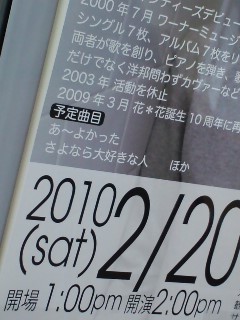 ンティーズデビュー
2000年7月ワーナーミュージ
シングル7枚、アルバム7枚をリ
両者が歌を創り、ピアノを弾き、
だけでなく洋邦問わずカヴァーなど
2003年 活動を休止
2009年3月 花*花誕生10周年に再
予定曲目
あ〜よかった
さよなら大好きな人 ほか
2010 2/20
(sat)
開場 1:00pm 開演 2:00pm